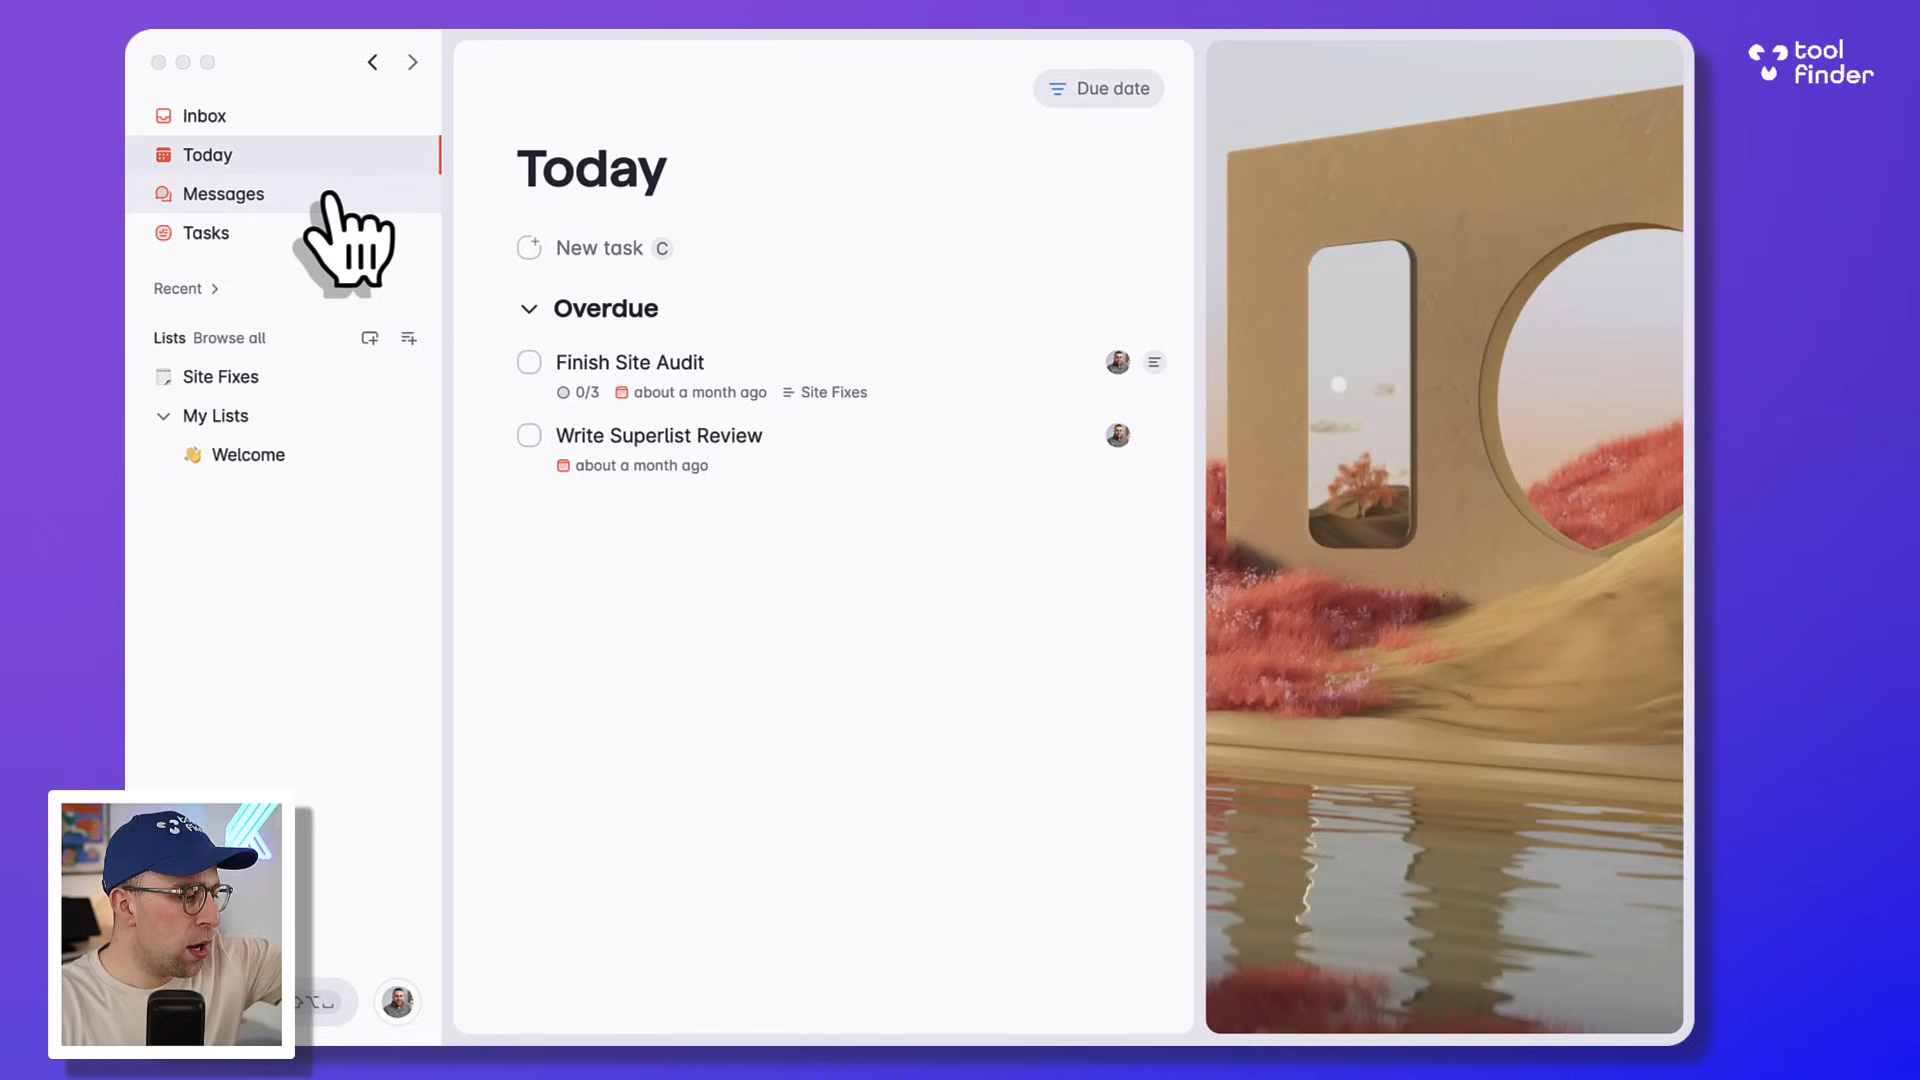 tool
finder
Inbox
Today
Messages
Tasks
Recent
Lists Browse all
Site Fixes
My Lists
Welcome
Due date
Today
New task C
Overdue
Finish Site Audit
0/3 about a month ago Site Fixes
Write Superlist Review
about a month ago